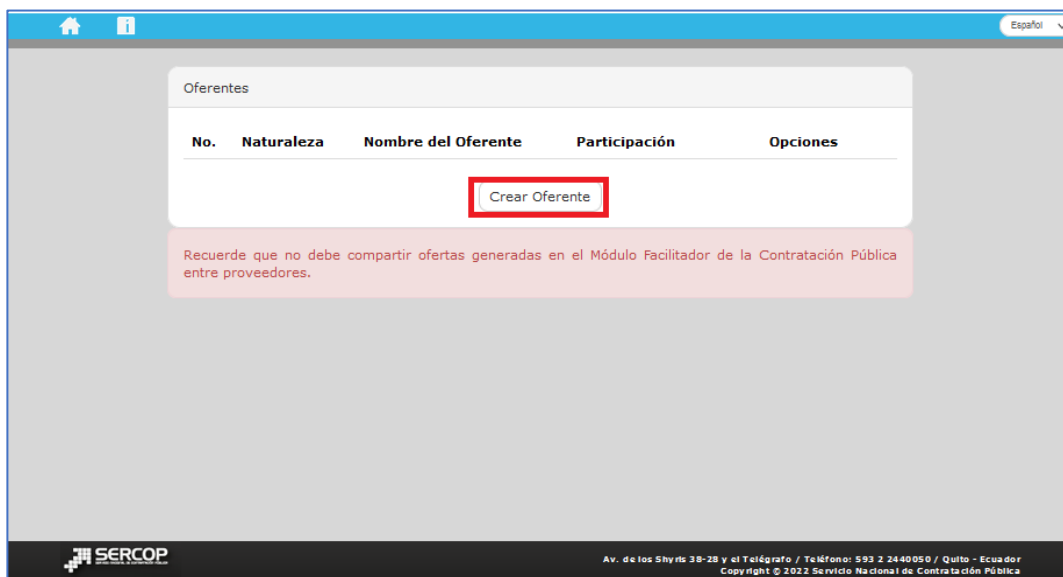 Español
Oferentes
No. Naturaleza Nombre del Oferente Participación Opciones
Crear Oferente
Recuerde que no debe compartir ofertas generadas en el Módulo Facilitador de la Contratación Pública
entre proveedores.
SERCOP
Av. de los Shyris 38-28 y el Telégrafo / Teléfono: 593 2 2440050 / Quito - Ecuador
Copyright © 2022 Servicio Nacional de Contratación Pública